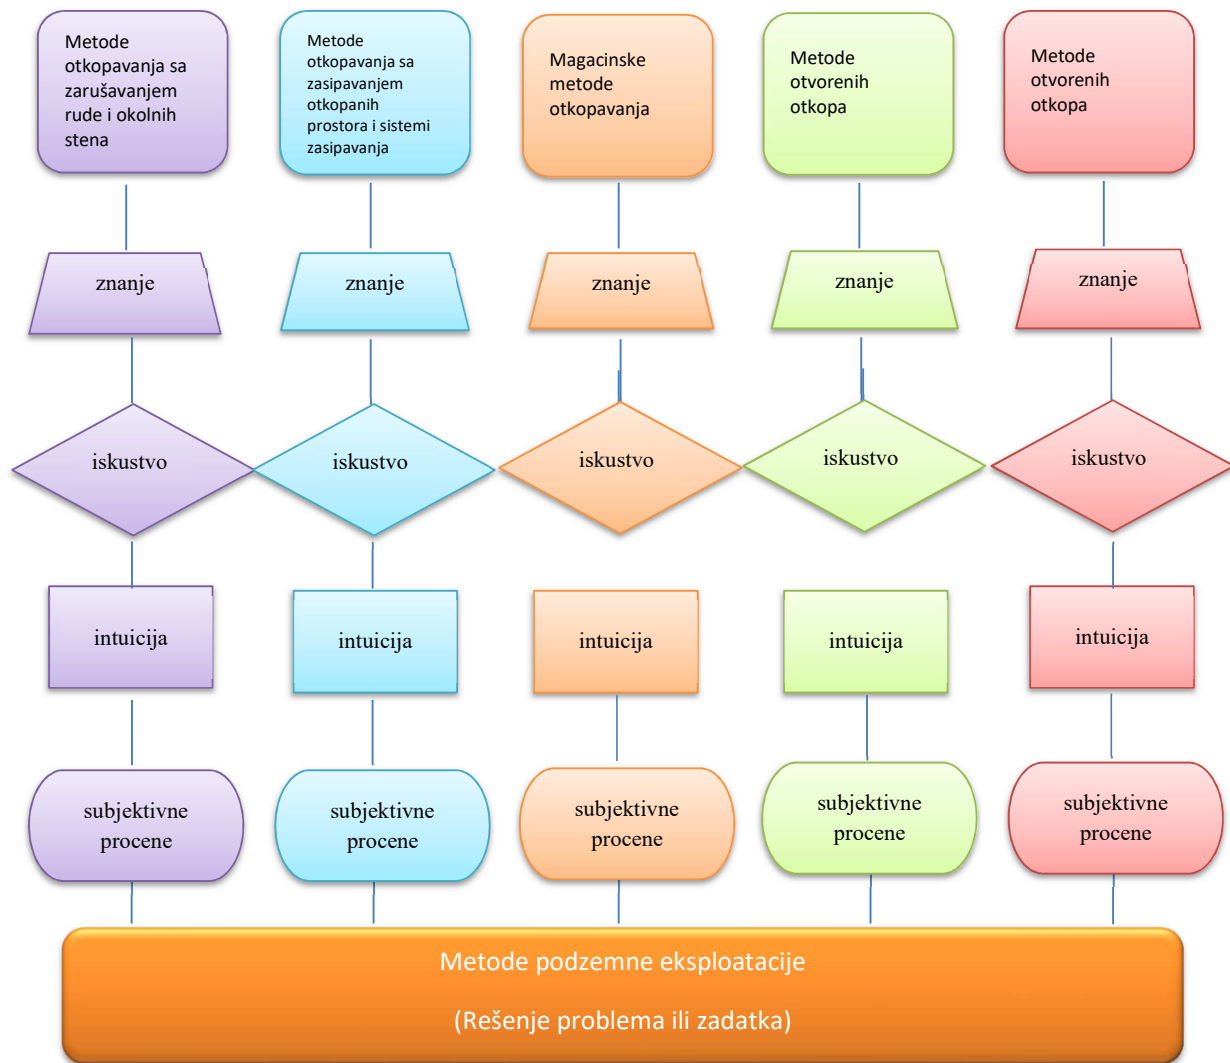 Metode
otkopavanja sa
zarušavanjem
rude i okolnih
stena
Metode
otkopavanja sa
zasipavanjem
otkopanih
prostora i sistemi
zasipavanja
Magacinske
metode
otkopavanja
Metode
otvorenih
otkopa
Metode
otvorenih
otkopa
znanje
znanje
znanje
znanje
znanje
iskustvo
iskustvo
iskustvo
iskustvo
iskustvo
intuicija
intuicija
intuicija
intuicija
intuicija
subjektivne
procene
subjektivne
procene
subjektivne
procene
subjektivne
procene
subjektivne
procene
Metode podzemne eksploatacije
(Rešenje problema ili zadatka)